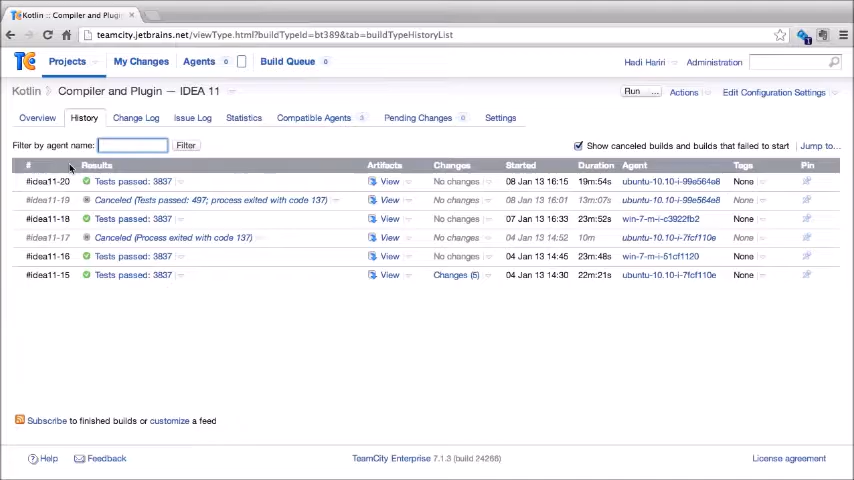 Kotlin :: Compiler and Plugin
teamcity.jetbrains.net/viewType.html?buildTypeId=bt389&tab=buildTypeHistoryList
TC Projects My Changes Agents 0 Build Queue 0 Hadi Hariri Administration
Kotlin » Compiler and Plugin — IDEA 11 Run ... Actions Edit Configuration Settings
Overview History Change Log Issue Log Statistics Compatible Agents 3 Pending Changes 0 Settings
Filter by agent name: Filter Show canceled builds and builds that failed to start Jump to...
# Results Artifacts Changes Started Duration Agent Tags Pin
#idea11-20 Tests passed: 3837 View No changes 08 Jan 13 16:15 19m:54s ubuntu-10.10-i-99e564e8 None
#idea11-19 Canceled (Tests passed: 497; process exited with code 137) View No changes 08 Jan 13 16:01 13m:07s ubuntu-10.10-i-99e564e8 None
#idea11-18 Tests passed: 3837 View No changes 07 Jan 13 16:33 23m:52s win-7-m-i-c3922fb2 None
#idea11-17 Canceled (Process exited with code 137) View No changes 04 Jan 13 14:52 10m ubuntu-10.10-i-7fcf110e None
#idea11-16 Tests passed: 3837 View No changes 04 Jan 13 14:45 23m:48s win-7-m-i-51cf1120 None
#idea11-15 Tests passed: 3837 View Changes (5) 04 Jan 13 14:30 22m:21s ubuntu-10.10-i-7fcf110e None
Subscribe to finished builds or customize a feed
Help Feedback TeamCity Enterprise 7.1.3 (build 24266) License agreement